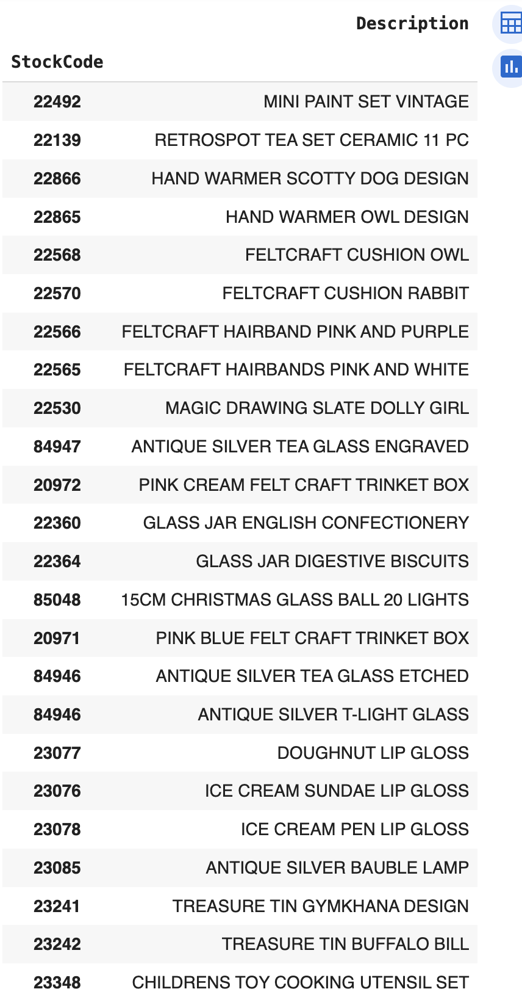 Description
StockCode
22492 MINI PAINT SET VINTAGE
22139 RETROSPOT TEA SET CERAMIC 11 PC
22866 HAND WARMER SCOTTY DOG DESIGN
22865 HAND WARMER OWL DESIGN
22568 FELTCRAFT CUSHION OWL
22570 FELTCRAFT CUSHION RABBIT
22566 FELTCRAFT HAIRBAND PINK AND PURPLE
22565 FELTCRAFT HAIRBANDS PINK AND WHITE
22530 MAGIC DRAWING SLATE DOLLY GIRL
84947 ANTIQUE SILVER TEA GLASS ENGRAVED
20972 PINK CREAM FELT CRAFT TRINKET BOX
22360 GLASS JAR ENGLISH CONFECTIONERY
22364 GLASS JAR DIGESTIVE BISCUITS
85048 15CM CHRISTMAS GLASS BALL 20 LIGHTS
20971 PINK BLUE FELT CRAFT TRINKET BOX
84946 ANTIQUE SILVER TEA GLASS ETCHED
84946 ANTIQUE SILVER T-LIGHT GLASS
23077 DOUGHNUT LIP GLOSS
23076 ICE CREAM SUNDAE LIP GLOSS
23078 ICE CREAM PEN LIP GLOSS
23085 ANTIQUE SILVER BAUBLE LAMP
23241 TREASURE TIN GYMKHANA DESIGN
23242 TREASURE TIN BUFFALO BILL
23348 CHILDRENS TOY COOKING UTENSIL SET